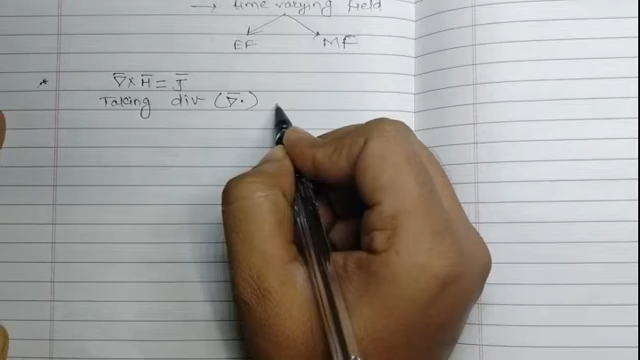 → time varying field
EF MF
* ∇̄ × H̄ = J̄
Taking div (∇̄·)